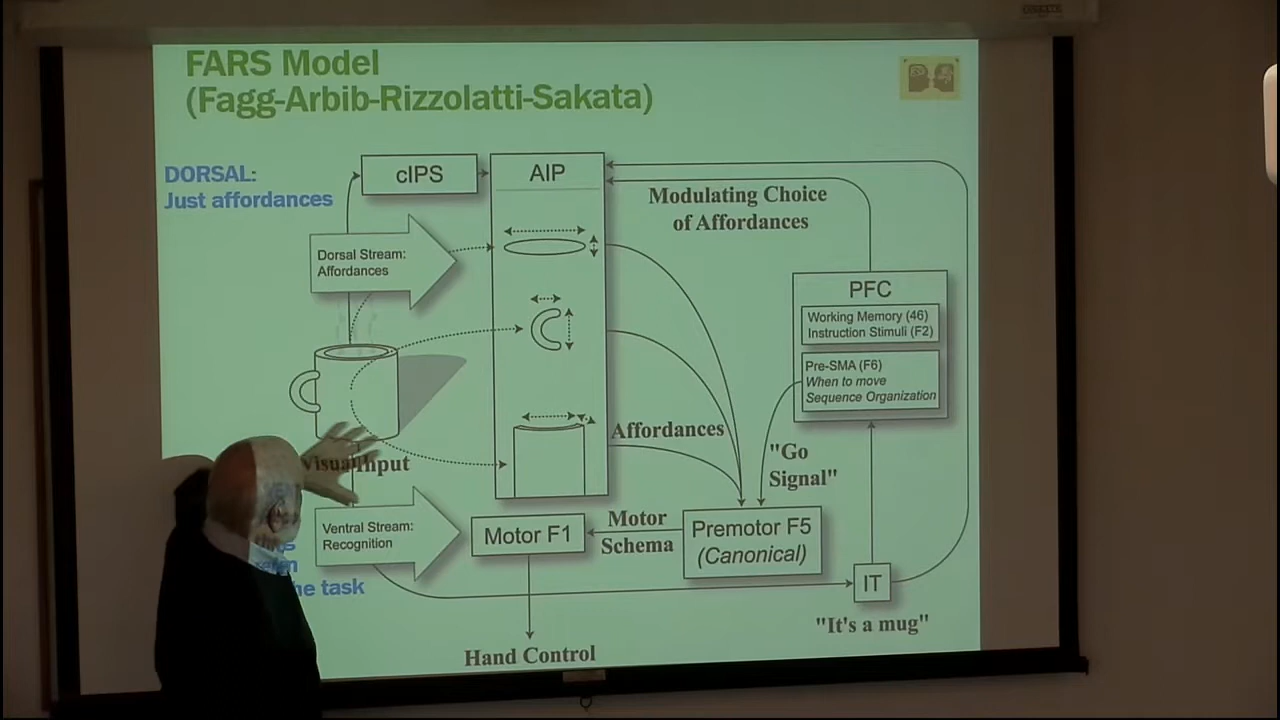 FARS Model
(Fagg-Arbib-Rizzolatti-Sakata)
DORSAL:
Just affordances
cIPS
AIP
Modulating Choice
of Affordances
Dorsal Stream:
Affordances
PFC
Working Memory (46)
Instruction Stimuli (F2)
Pre-SMA (F6)
When to move
Sequence Organization
Affordances
"Go
Signal"
Visual Input
Ventral Stream:
Recognition
Motor F1
Motor
Schema
Premotor F5
(Canonical)
IT
the task
"It's a mug"
Hand Control